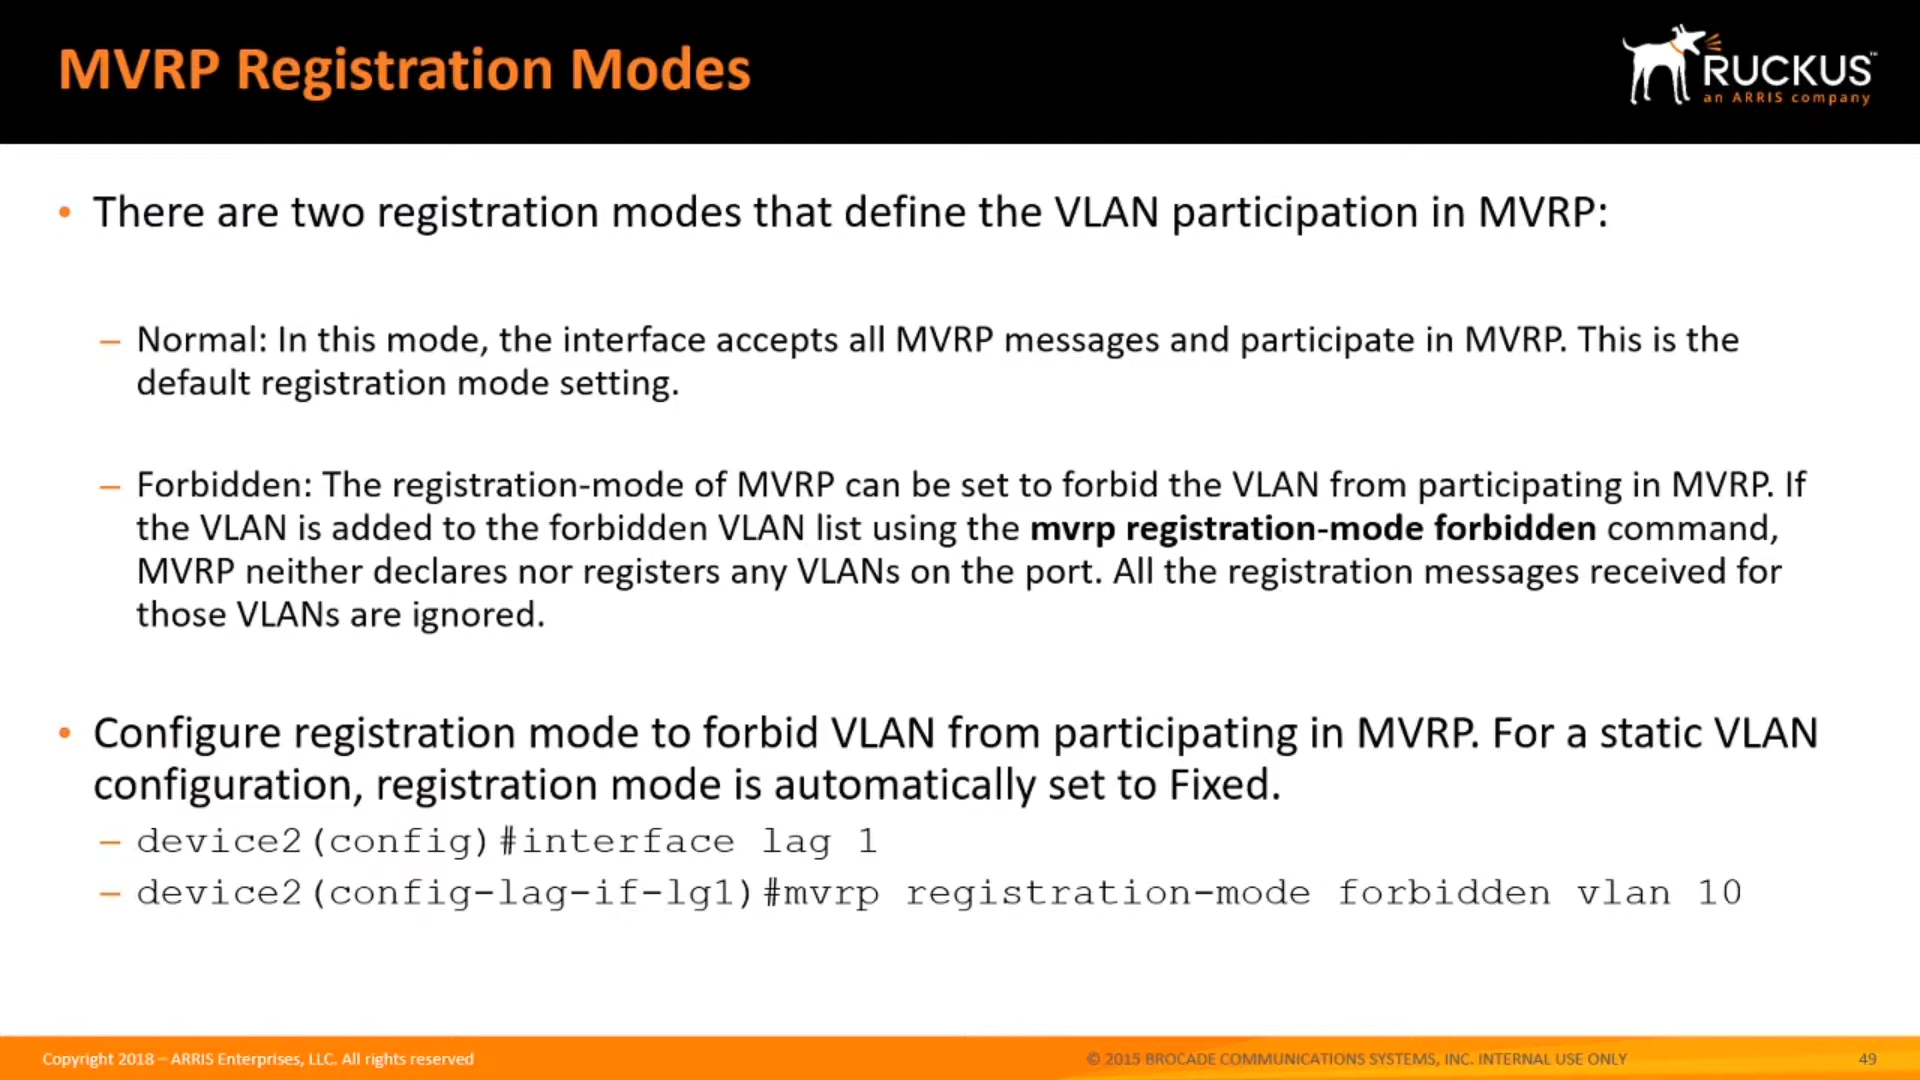 MVRP Registration Modes
RUCKUS™
an ARRIS company
• There are two registration modes that define the VLAN participation in MVRP:
– Normal: In this mode, the interface accepts all MVRP messages and participate in MVRP. This is the
default registration mode setting.
– Forbidden: The registration-mode of MVRP can be set to forbid the VLAN from participating in MVRP. If
the VLAN is added to the forbidden VLAN list using the mvrp registration-mode forbidden command,
MVRP neither declares nor registers any VLANs on the port. All the registration messages received for
those VLANs are ignored.
• Configure registration mode to forbid VLAN from participating in MVRP. For a static VLAN
configuration, registration mode is automatically set to Fixed.
– device2(config)#interface lag 1
– device2(config-lag-if-lg1)#mvrp registration-mode forbidden vlan 10
Copyright 2018 – ARRIS Enterprises, LLC. All rights reserved
© 2015 BROCADE COMMUNICATIONS SYSTEMS, INC. INTERNAL USE ONLY
49